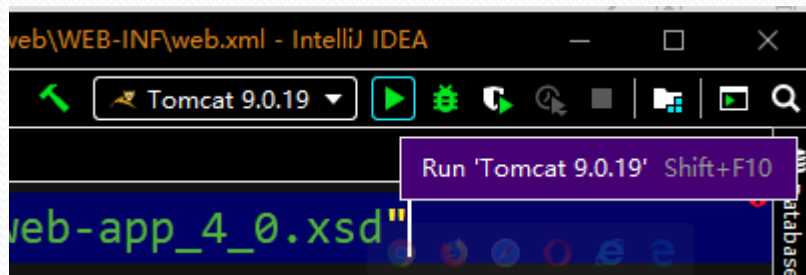 web\WEB-INF\web.xml - IntelliJ IDEA
Tomcat 9.0.19
Run 'Tomcat 9.0.19' Shift+F10
web-app_4_0.xsd"
atabase